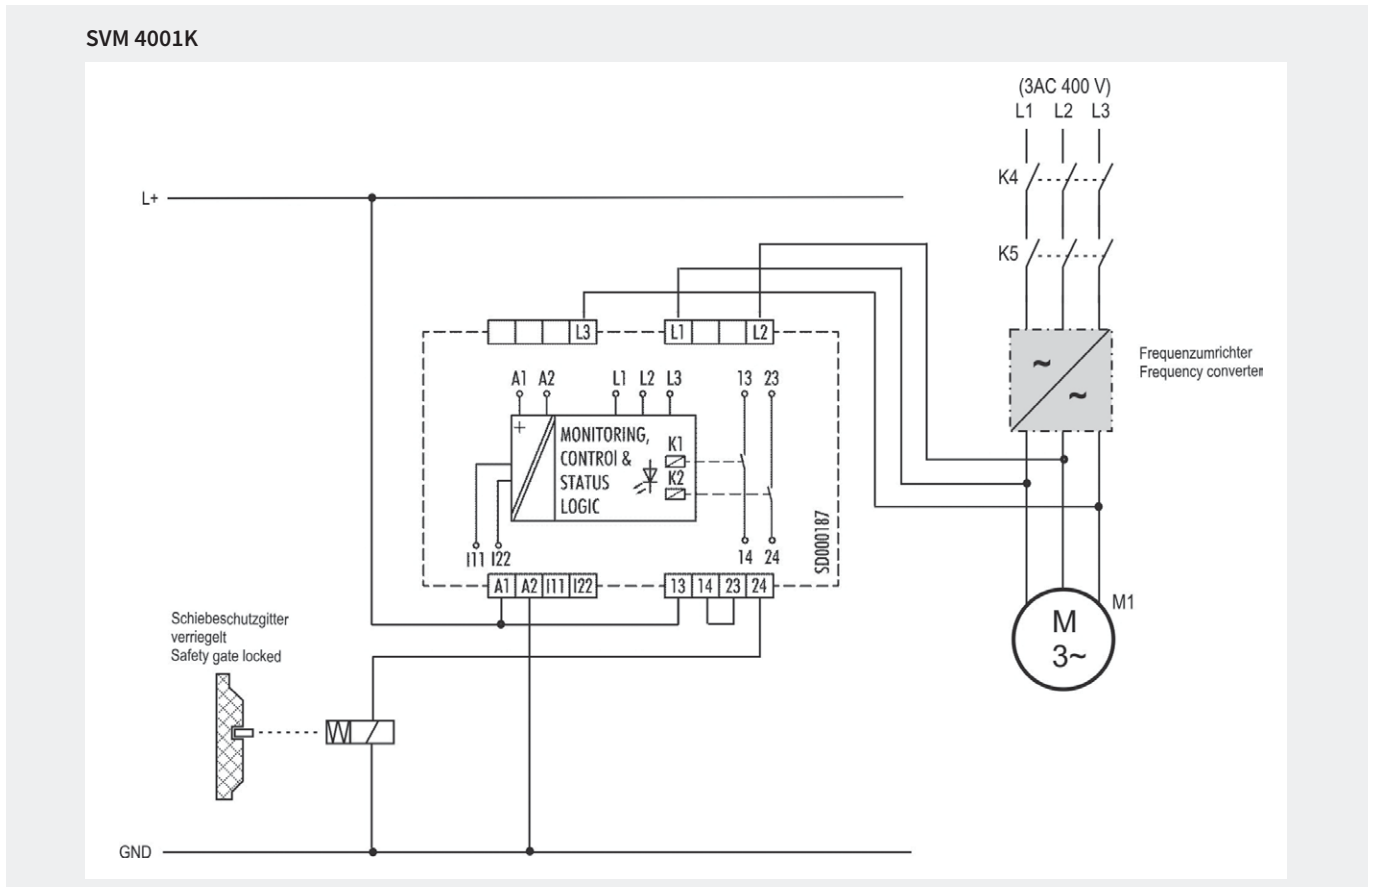 SVM 4001K
(3AC 400 V)
L1 L2 L3
K4
L+
K5
L3 L1 L2
Frequenzumrichter
Frequency converter
A1 A2 L1 L2 L3 13 23
+
MONITORING,
CONTROl &
STATUS
LOGIC
K1
K2
~
~
I11 I22
14 24
SD000187
A1 A2 I11 I22 13 14 23 24
Schiebeschutzgitter
verriegelt
Safety gate locked
M1
M
3~
GND